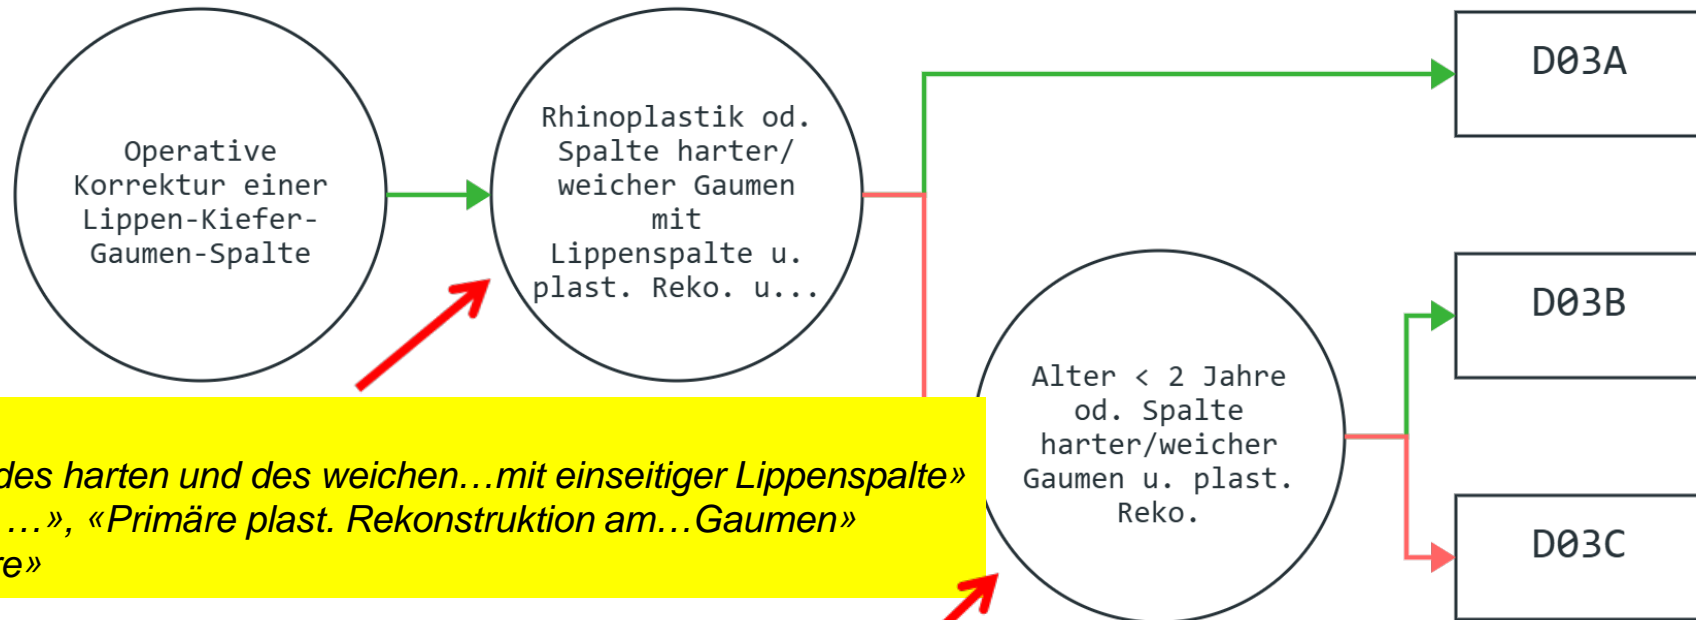 Operative
Korrektur einer
Lippen-Kiefer-
Gaumen-Spalte
Rhinoplastik od.
Spalte harter/
weicher Gaumen
mit
Lippenspalte u.
plast. Reko. u...
D03A
D03B
Alter < 2 Jahre
od. Spalte
harter/weicher
Gaumen u. plast.
Reko.
D03C
des harten und des weichen…mit einseitiger Lippenspalte»
…», «Primäre plast. Rekonstruktion am…Gaumen»
re»